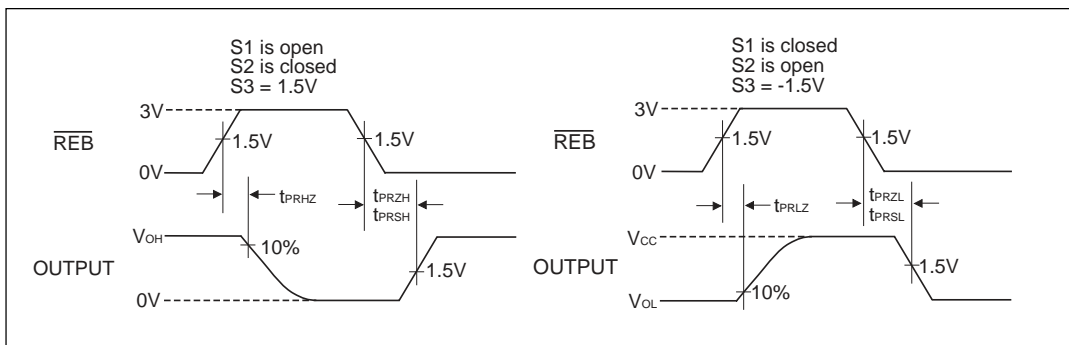 S1 is open
S2 is closed
S3 = 1.5V
3V
REB
1.5V
1.5V
0V
tPRHZ
tPRZH
tPRSH
VOH
10%
OUTPUT
1.5V
0V
S1 is closed
S2 is open
S3 = -1.5V
3V
REB
1.5V
1.5V
0V
tPRLZ
tPRZL
tPRSL
VCC
OUTPUT
1.5V
10%
VOL